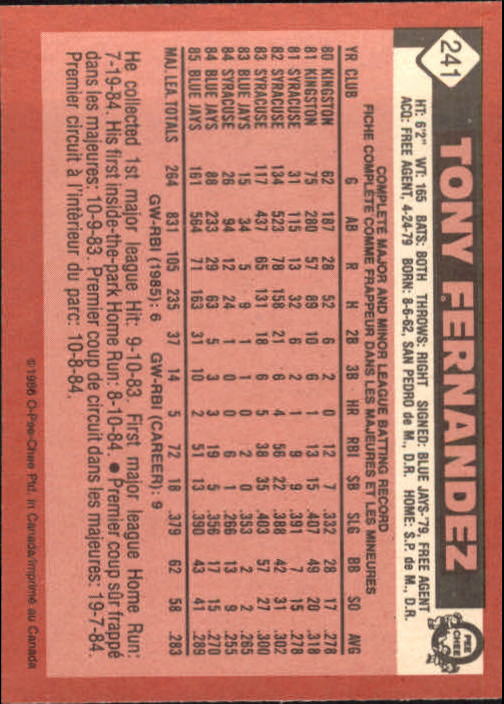 241
TONY FERNANDEZ
O PEE CHEE
HT: 6'2" WT: 165 BATS: BOTH THROWS: RIGHT SIGNED: BLUE JAYS-79, FREE AGENT
ACQ: FREE AGENT, 4-24-79 BORN: 8-6-62, SAN PEDRO de M., D.R. HOME: S.P. de M., D.R.
COMPLETE MAJOR AND MINOR LEAGUE BATTING RECORD
FICHE COMPLÈTE COMME FRAPPEUR DANS LES MAJEURES ET LES MINEURES
YR CLUB G AB R H 2B 3B HR RBI SB SLG BB SO AVG
80 KINGSTON 62 187 28 52 6 2 0 12 7 .332 28 17 .278
81 KINGSTON 75 280 57 89 10 6 1 13 15 .407 49 20 .318
81 SYRACUSE 31 115 13 32 6 2 1 9 9 .391 7 15 .278
82 SYRACUSE 134 523 78 158 21 6 4 56 22 .388 42 31 .302
83 SYRACUSE 117 437 65 131 18 6 5 38 35 .403 57 27 .300
83 BLUE JAYS 15 34 5 9 1 1 0 2 0 .353 2 2 .265
84 SYRACUSE 26 94 12 24 1 0 0 6 1 .266 13 9 .255
84 BLUE JAYS 88 233 29 63 5 3 3 19 5 .356 17 15 .270
85 BLUE JAYS 161 564 71 163 31 10 2 51 13 .390 43 41 .289
MAJ. LEA. TOTALS 264 831 105 235 37 14 5 72 18 .379 62 58 .283
GW-RBI (1985): 6 GW-RBI (CAREER): 9
He collected 1st major league Hit: 9-10-83. First major league Home Run:
7-19-84. His first inside-the-park Home Run: 8-10-84. ● Premier coup sûr frappé
dans les majeures: 10-9-83. Premier coup de circuit dans les majeures: 19-7-84.
Premier circuit à l'intérieur du parc: 10-8-84.
©1986 O-Pee-Chee Ptd. in Canada/Imprimé au Canada